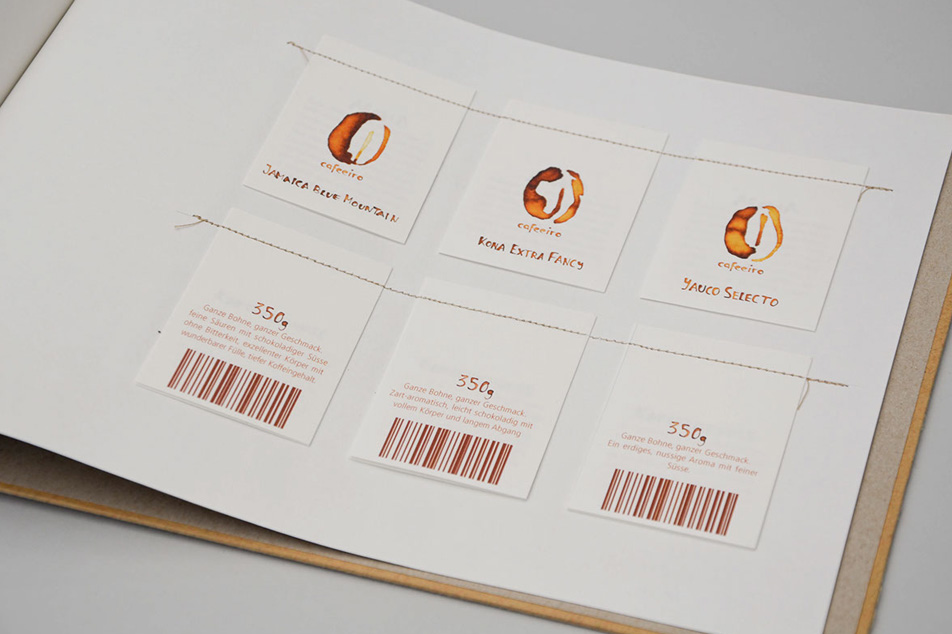 cafeeiro
JAMAICA BLUE MOUNTAIN
cafeeiro
KONA EXTRA FANCY
cafeeiro
YAUCO SELECTO
350g
Ganze Bohne, ganzer Geschmack.
feine Säuren mit schokoladiger Süsse
ohne Bitterkeit, exzellenter Körper mit
wunderbarer Fülle, tiefer Koffeingehalt.
350g
Ganze Bohne, ganzer Geschmack.
Zart-aromatisch, leicht schokoladig mit
vollem Körper und langem Abgang
350g
Ganze Bohne, ganzer Geschmack.
Ein erdiges, nussige Aroma mit feiner
Süsse.